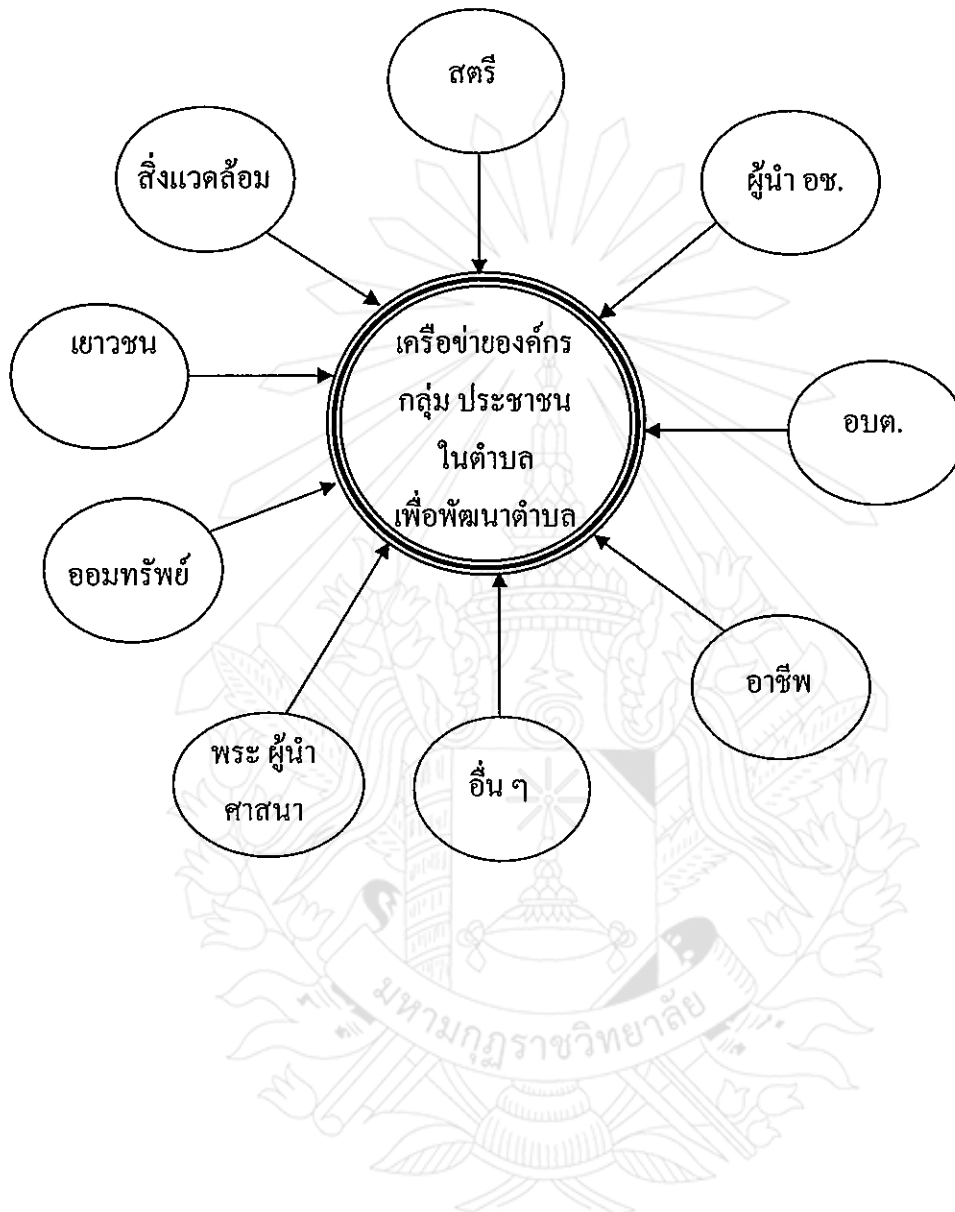 สตรี
สิ่งแวดล้อม
ผู้นำ อช.
เยาวชน
เครือข่ายองค์กร
กลุ่ม ประชาชน
ในตำบล
เพื่อพัฒนาตำบล
อบต.
ออมทรัพย์
อาชีพ
พระ ผู้นำ
ศาสนา
อื่น ๆ
มหามกุฏราชวิทยาลัย